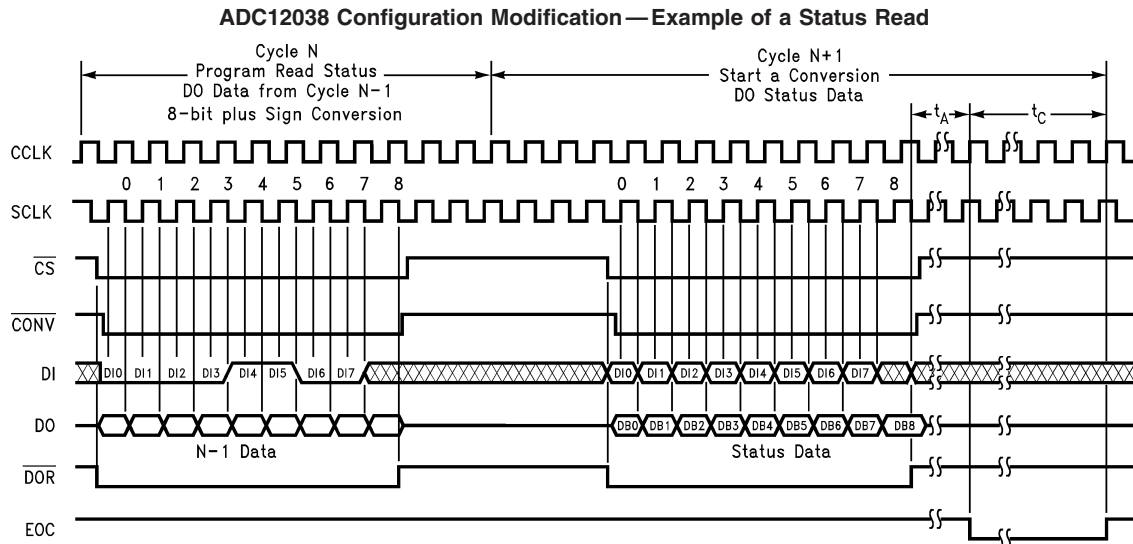 ADC12038 Configuration Modification—Example of a Status Read
Cycle N
Program Read Status
DO Data from Cycle N-1
8-bit plus Sign Conversion
Cycle N+1
Start a Conversion
DO Status Data
tA
tC
CCLK
0 1 2 3 4 5 6 7 8
0 1 2 3 4 5 6 7 8
SCLK
CS
CONV
DI
DI0 DI1 DI2 DI3 DI4 DI5 DI6 DI7
DI0 DI1 DI2 DI3 DI4 DI5 DI6 DI7
DO
DB0 DB1 DB2 DB3 DB4 DB5 DB6 DB7 DB8
N-1 Data
Status Data
DOR
EOC